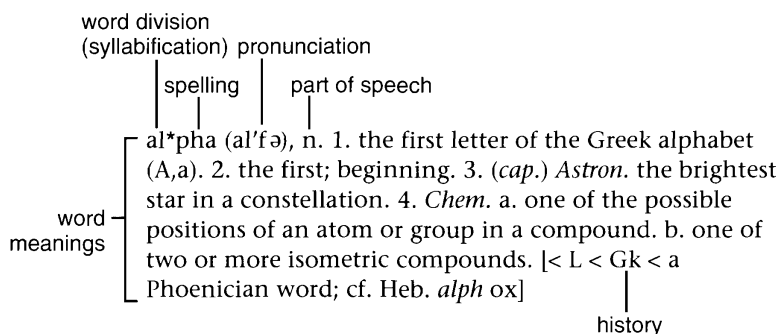 word division
(syllabification) pronunciation
spelling part of speech
al*pha (al'fə), n. 1. the first letter of the Greek alphabet
(A,a). 2. the first; beginning. 3. (cap.) Astron. the brightest
star in a constellation. 4. Chem. a. one of the possible
word
meanings
positions of an atom or group in a compound. b. one of
two or more isometric compounds. [< L < Gk < a
Phoenician word; cf. Heb. alph ox]
history